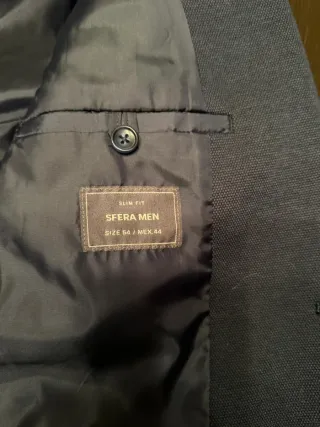 SLIM FIT
SFERA MEN
SIZE 54 / MEX.44